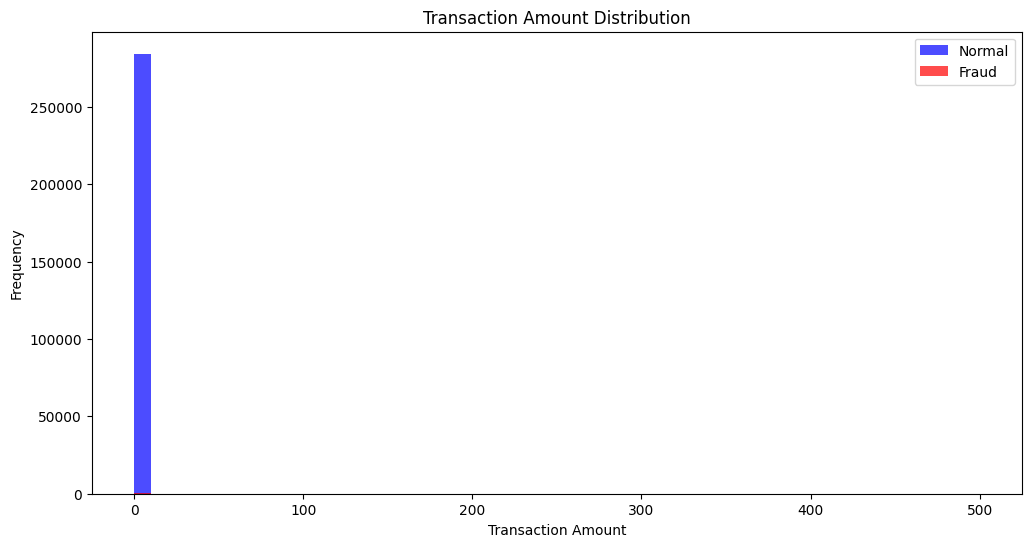 Transaction Amount Distribution
Normal
Fraud
250000
200000
150000
100000
50000
0
Frequency
0 100 200 300 400 500
Transaction Amount